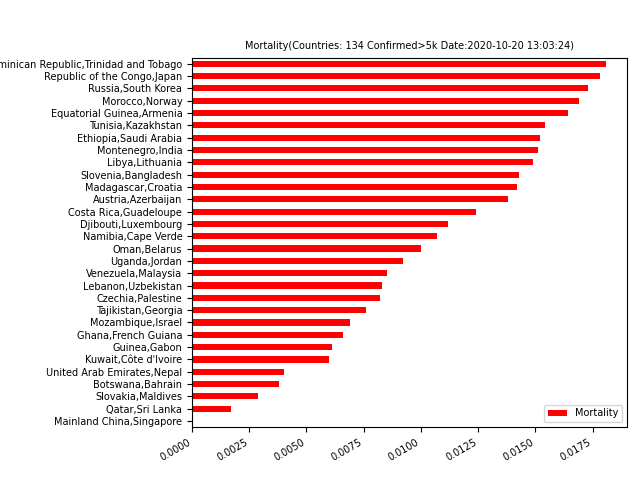 Mortality(Countries: 134 Confirmed>5k Date:2020-10-20 13:03:24)
Republic,Trinidad and Tobago
Republic of the Congo,Japan
Russia,South Korea
Morocco,Norway
Equatorial Guinea,Armenia
Tunisia,Kazakhstan
Ethiopia,Saudi Arabia
Montenegro,India
Libya,Lithuania
Slovenia,Bangladesh
Madagascar,Croatia
Austria,Azerbaijan
Costa Rica,Guadeloupe
Djibouti,Luxembourg
Namibia,Cape Verde
Oman,Belarus
Uganda,Jordan
Venezuela,Malaysia
Lebanon,Uzbekistan
Czechia,Palestine
Tajikistan,Georgia
Mozambique,Israel
Ghana,French Guiana
Guinea,Gabon
Kuwait,Côte d'Ivoire
United Arab Emirates,Nepal
Botswana,Bahrain
Slovakia,Maldives
Qatar,Sri Lanka
Mainland China,Singapore
Mortality
0.0000 0.0025 0.0050 0.0075 0.0100 0.0125 0.0150 0.0175